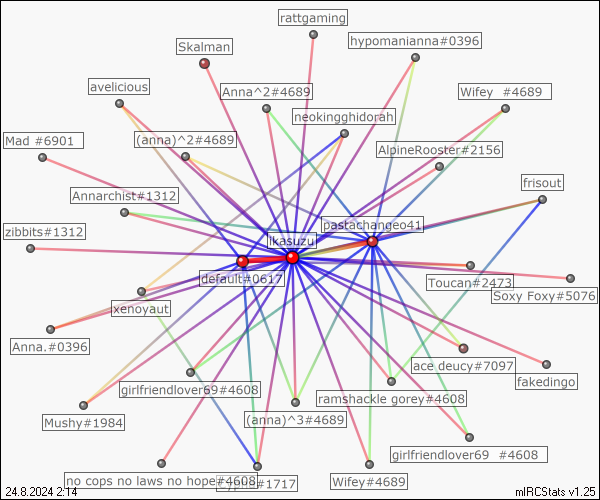 rattgaming
Skalman
hypomanianna#0396
avelicious
Anna^2#4689
Wifey  #4689
neokingghidorah
Mad #6901
(anna)^2#4689
AlpineRooster#2156
frisout
Annarchist#1312
pastachangeo41
zibbits#1312
ikasuzu
default#0617
Toucan#2473
Soxy Foxy#5076
xenoyaut
Anna.#0396
ace deucy#7097
fakedingo
girlfriendlover69#4608
ramshackle gorey#4608
Mushy#1984
(anna)^3#4689
girlfriendlover69  #4608
no cops no laws no hope#4608
#1717
Wifey#4689
24.8.2024 2:14
mIRCStats v1.25